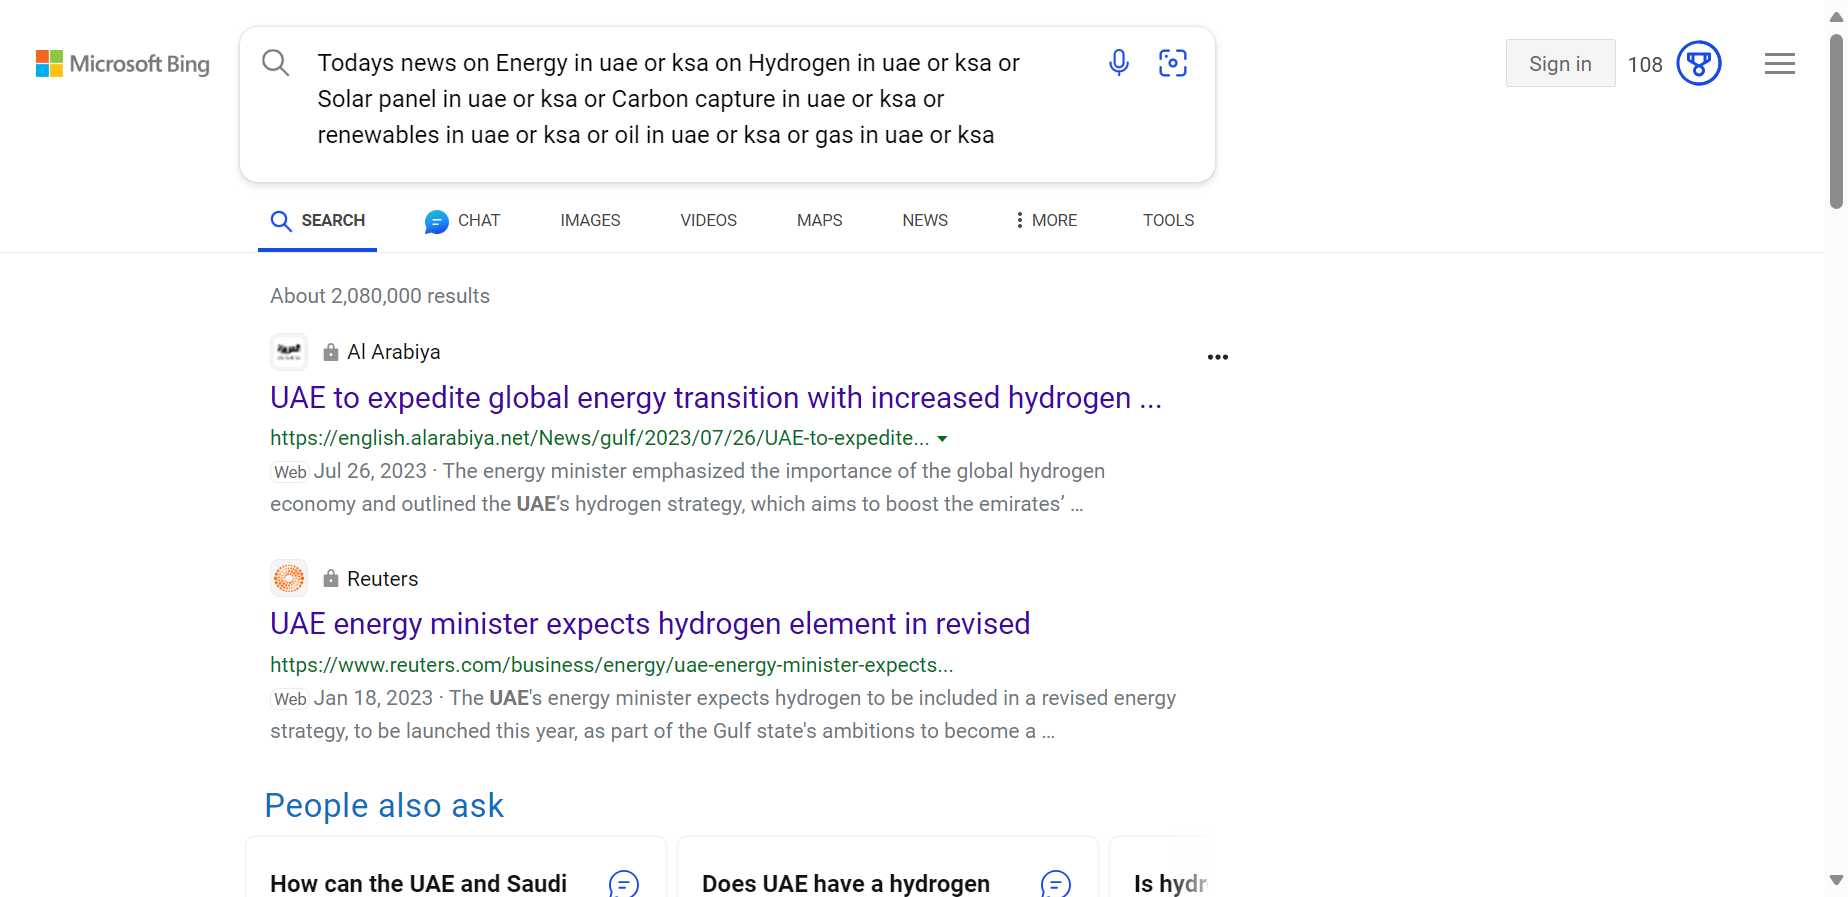 Microsoft Bing
Todays news on Energy in uae or ksa on Hydrogen in uae or ksa or
Solar panel in uae or ksa or Carbon capture in uae or ksa or
renewables in uae or ksa or oil in uae or ksa or gas in uae or ksa
Sign in 108
SEARCH CHAT IMAGES VIDEOS MAPS NEWS MORE TOOLS
About 2,080,000 results
Al Arabiya
UAE to expedite global energy transition with increased hydrogen ...
https://english.alarabiya.net/News/gulf/2023/07/26/UAE-to-expedite...
Web Jul 26, 2023 · The energy minister emphasized the importance of the global hydrogen
economy and outlined the UAE’s hydrogen strategy, which aims to boost the emirates’ ...
Reuters
UAE energy minister expects hydrogen element in revised
https://www.reuters.com/business/energy/uae-energy-minister-expects...
Web Jan 18, 2023 · The UAE's energy minister expects hydrogen to be included in a revised energy
strategy, to be launched this year, as part of the Gulf state's ambitions to become a ...
People also ask
How can the UAE and Saudi
Does UAE have a hydrogen
Is hydr